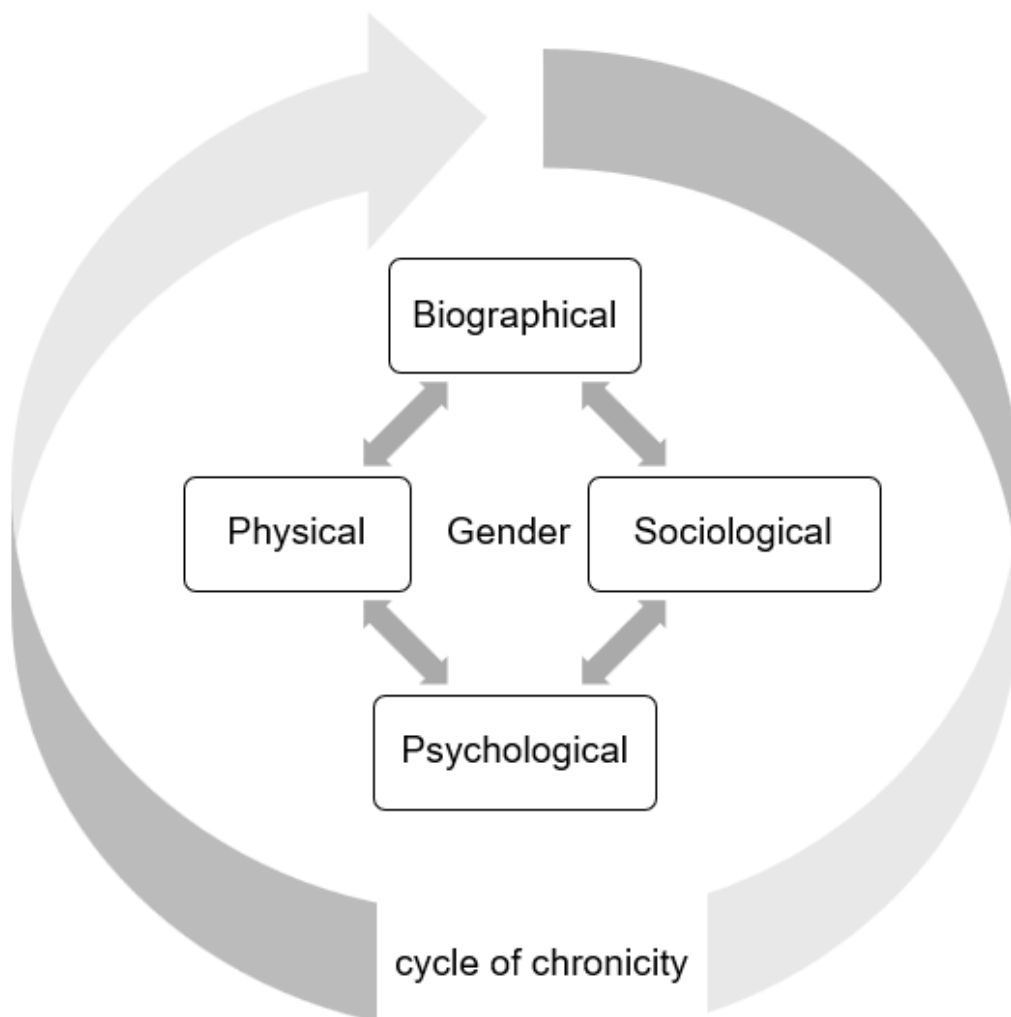 Biographical
Physical
Gender
Sociological
Psychological
cycle of chronicity